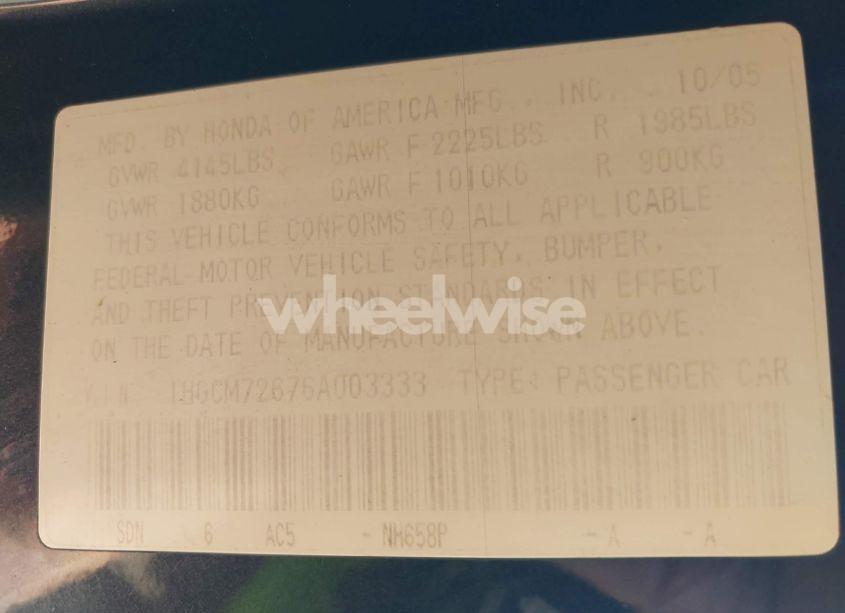 MFD. BY HONDA OF AMERICA MFG., INC. 10/05
GVWR 4145LBS GAWR F 2225LBS R 1985LBS
GVWR 1880KG GAWR F 1010KG R 900KG
THIS VEHICLE CONFORMS TO ALL APPLICABLE
FEDERAL MOTOR VEHICLE SAFETY, BUMPER,
AND THEFT PREVENTION STANDARDS IN EFFECT
wheelwise
ON THE DATE OF MANUFACTURE SHOWN ABOVE.
V.I.N. 1HGCM72676A003333 TYPE: PASSENGER CAR
SDN 6 AC5 - NH658P - A - A